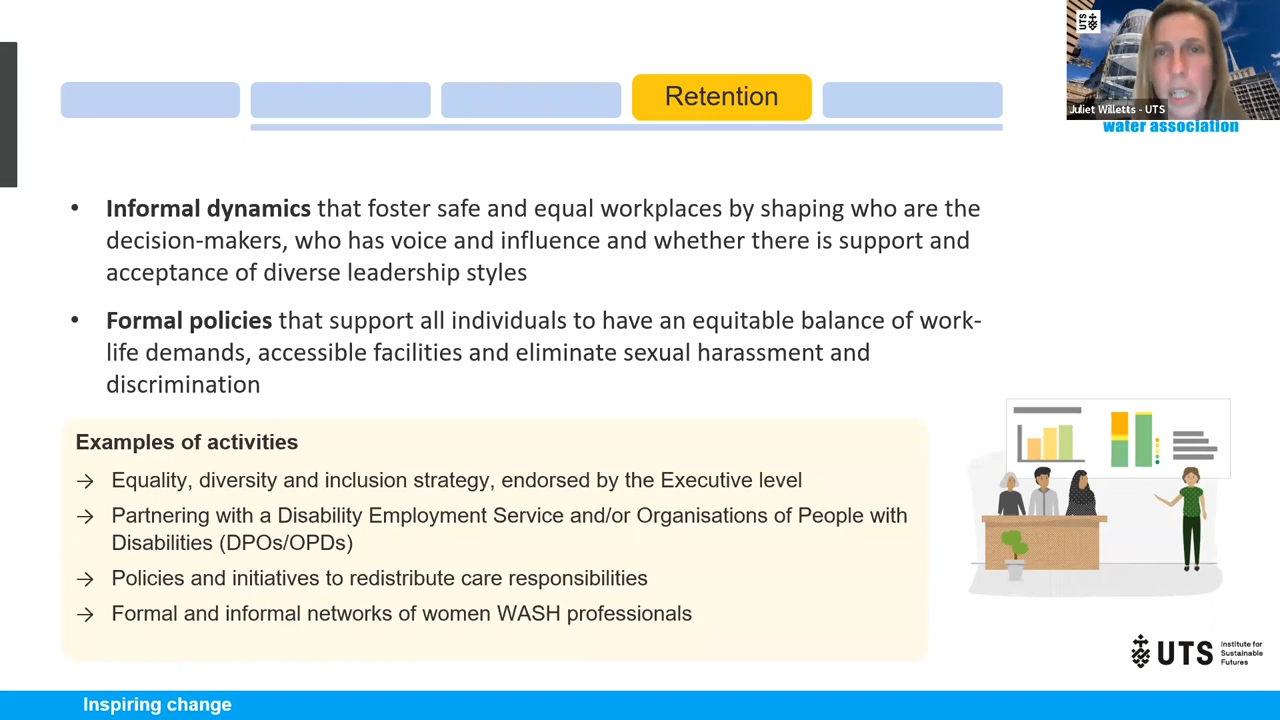 UTS
Juliet Willetts - UTS
water association
Retention
• Informal dynamics that foster safe and equal workplaces by shaping who are the
decision-makers, who has voice and influence and whether there is support and
acceptance of diverse leadership styles
• Formal policies that support all individuals to have an equitable balance of work-
life demands, accessible facilities and eliminate sexual harassment and
discrimination
Examples of activities
→ Equality, diversity and inclusion strategy, endorsed by the Executive level
→ Partnering with a Disability Employment Service and/or Organisations of People with
Disabilities (DPOs/OPDs)
→ Policies and initiatives to redistribute care responsibilities
→ Formal and informal networks of women WASH professionals
UTS
Institute for
Sustainable
Futures
Inspiring change